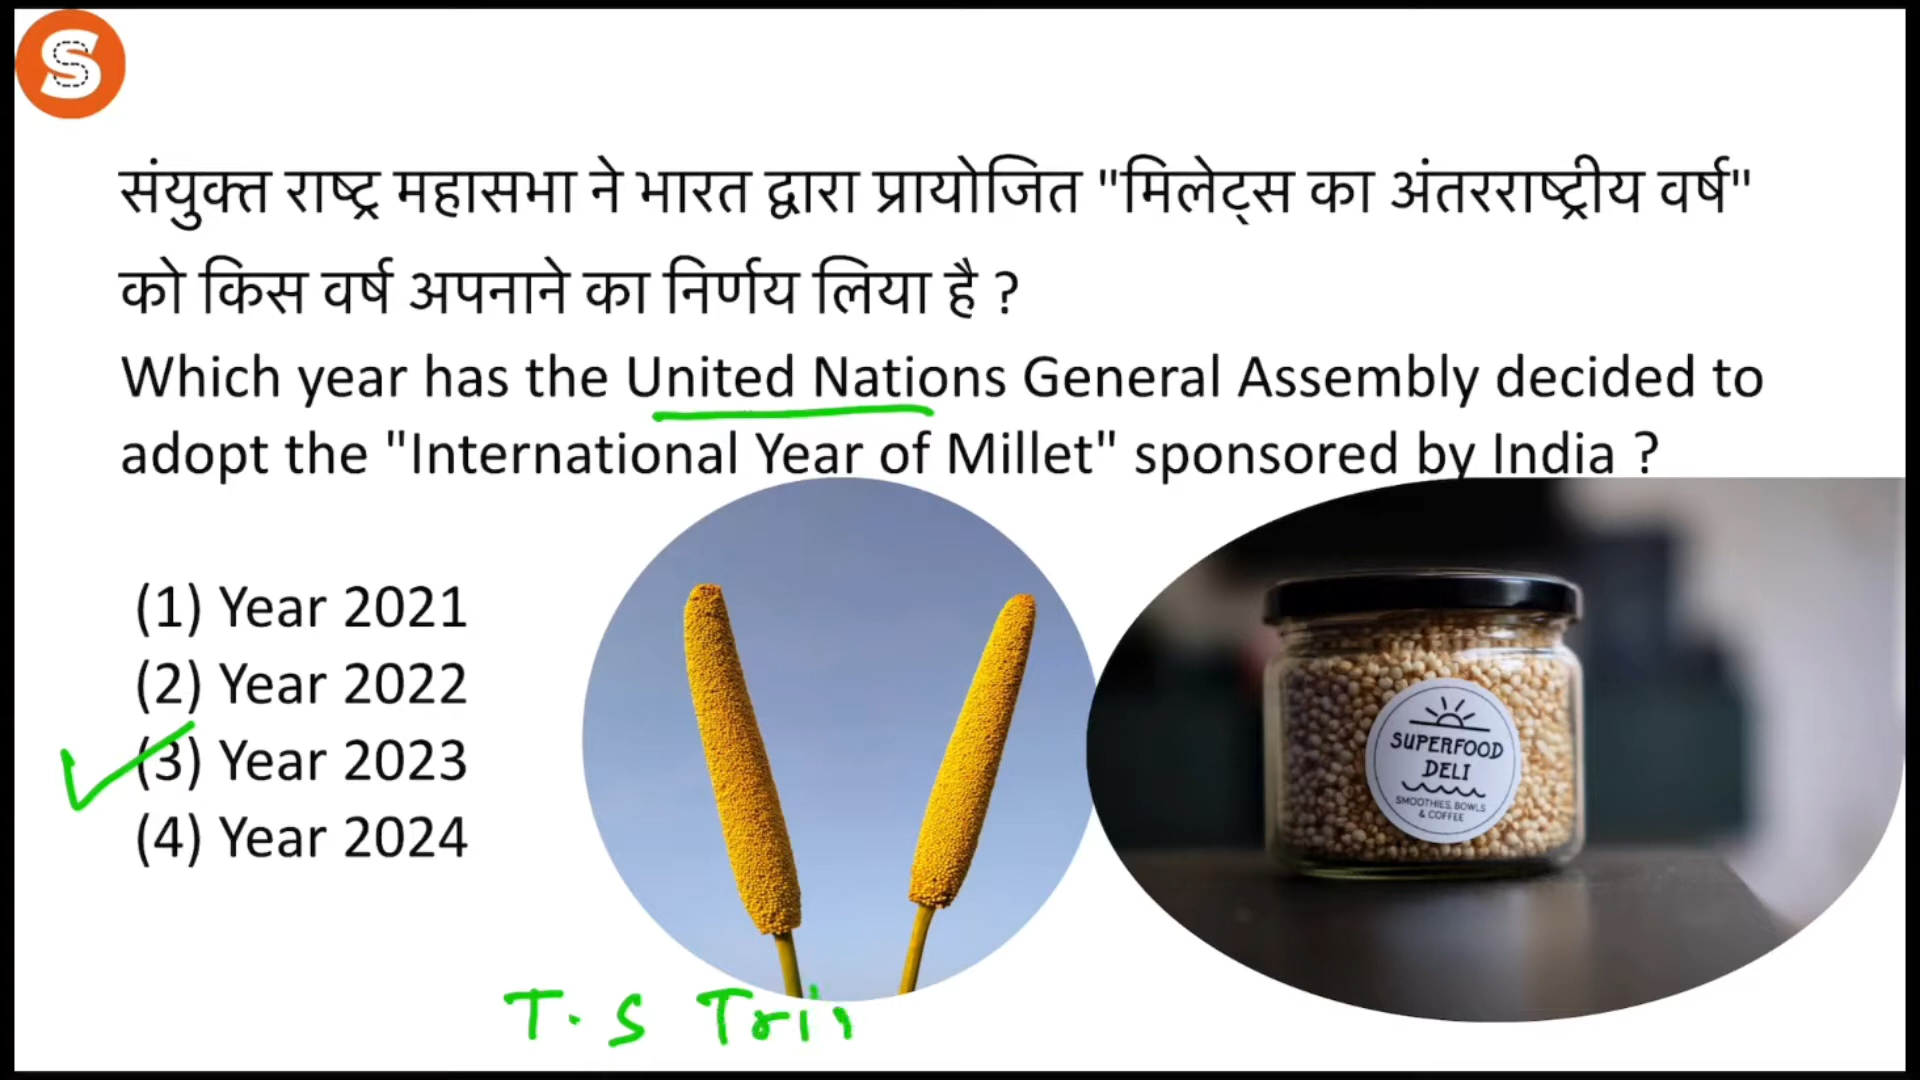 S
संयुक्त राष्ट्र महासभा ने भारत द्वारा प्रायोजित "मिलेट्स का अंतरराष्ट्रीय वर्ष"
को किस वर्ष अपनाने का निर्णय लिया है ?
Which year has the United Nations General Assembly decided to
adopt the "International Year of Millet" sponsored by India ?
(1) Year 2021
(2) Year 2022
(3) Year 2023
(4) Year 2024
SUPERFOOD
DELI
SMOOTHIES, BOWLS
& COFFEE
T. S